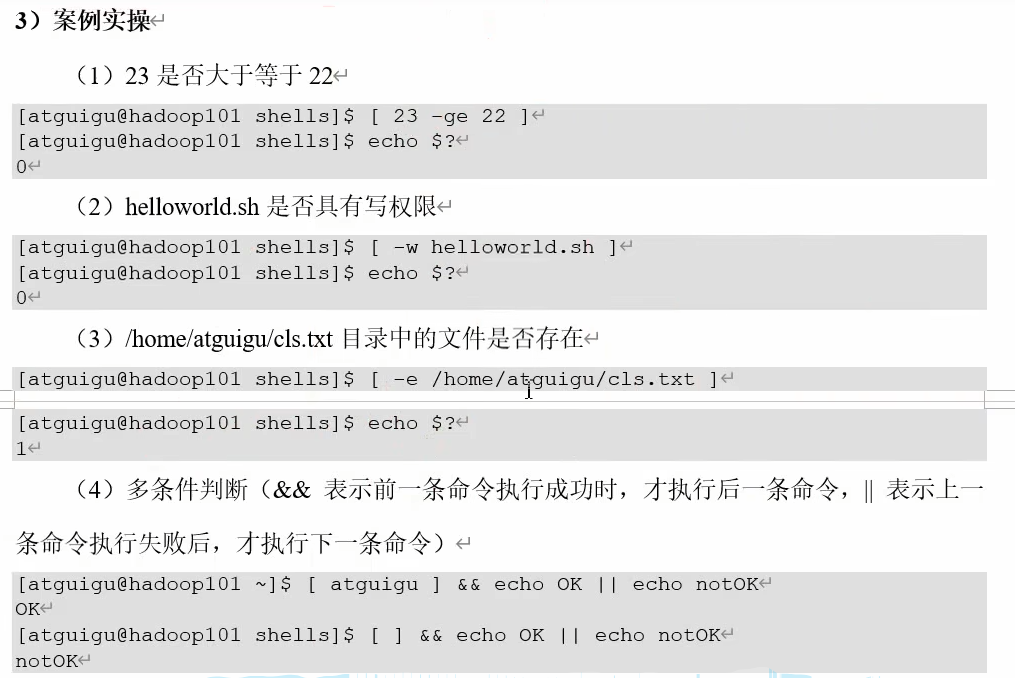 3）案例实操↵
（1）23 是否大于等于 22↵
[atguigu@hadoop101 shells]$ [ 23 -ge 22 ]↵
[atguigu@hadoop101 shells]$ echo $?↵
0↵
（2）helloworld.sh 是否具有写权限↵
[atguigu@hadoop101 shells]$ [ -w helloworld.sh ]↵
[atguigu@hadoop101 shells]$ echo $?↵
0↵
（3）/home/atguigu/cls.txt 目录中的文件是否存在↵
[atguigu@hadoop101 shells]$ [ -e /home/atguigu/cls.txt ]↵
[atguigu@hadoop101 shells]$ echo $?↵
1↵
（4）多条件判断（&& 表示前一条命令执行成功时，才执行后一条命令，|| 表示上一
条命令执行失败后，才执行下一条命令）↵
[atguigu@hadoop101 ~]$ [ atguigu ] && echo OK || echo notOK↵
OK↵
[atguigu@hadoop101 shells]$ [ ] && echo OK || echo notOK↵
notOK↵